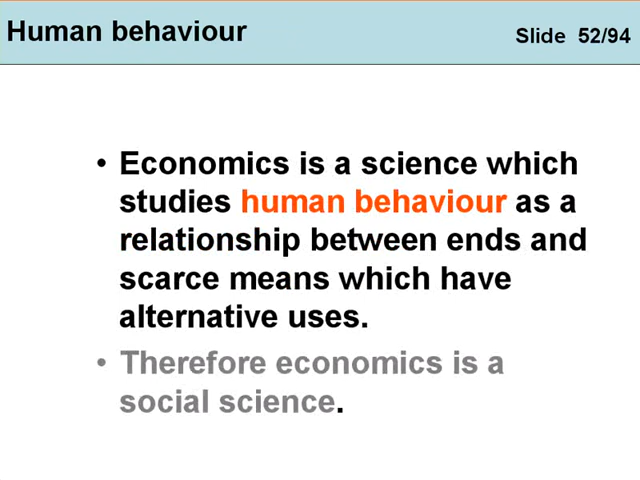 Human behaviour
Slide 52/94
• Economics is a science which
studies human behaviour as a
relationship between ends and
scarce means which have
alternative uses.
• Therefore economics is a
social science.